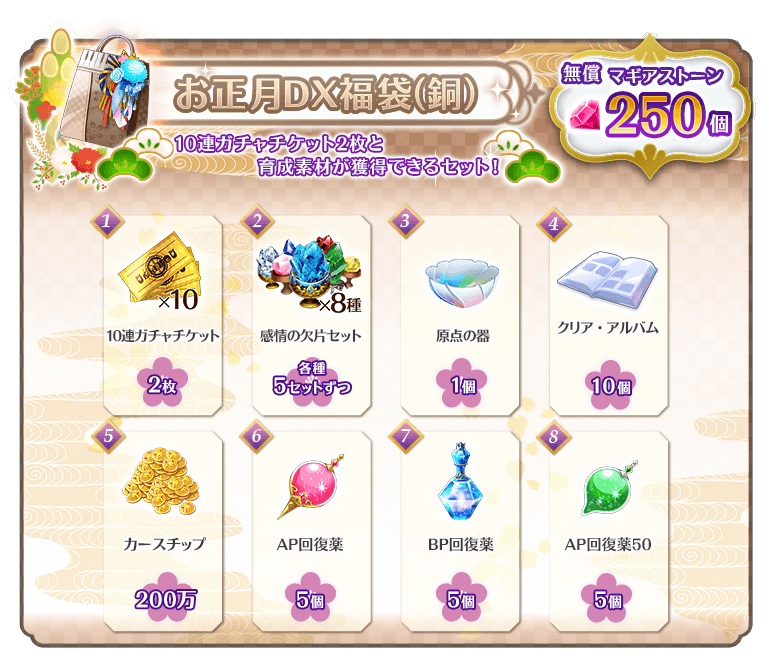 お正月DX福袋(銅)
無償 マギアストーン
250個
10連ガチャチケット2枚と
育成素材が獲得できるセット!
1
×10
10連ガチャチケット
2枚
2
×8種
感情の欠片セット
各種
5セットずつ
3
原点の器
1個
4
クリア・アルバム
10個
5
カースチップ
200万
6
AP回復薬
5個
7
BP回復薬
5個
8
AP回復薬50
5個